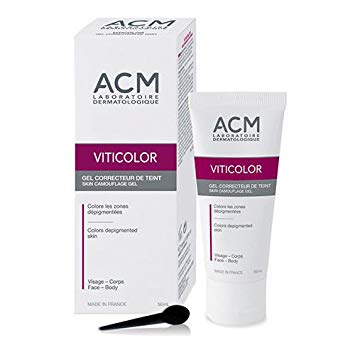 VITICOLOR
ACM
LABORATOIRE
DERMATOLOGIQUE
VITICOLOR
GEL CORRECTEUR DE TEINT
SKIN CAMOUFLAGE GEL
Colore les zones
dépigmentées
Colors depigmented
skin
Visage - Corps
Face - Body
MADE IN FRANCE
50ml
ACM
LABORATOIRE
DERMATOLOGIQUE
VITICOLOR
GEL CORRECTEUR DE TEINT
SKIN CAMOUFLAGE GEL
Colore les zones
dépigmentées
Colors depigmented
skin
Visage - Corps
Face - Body
MADE IN FRANCE
50ml